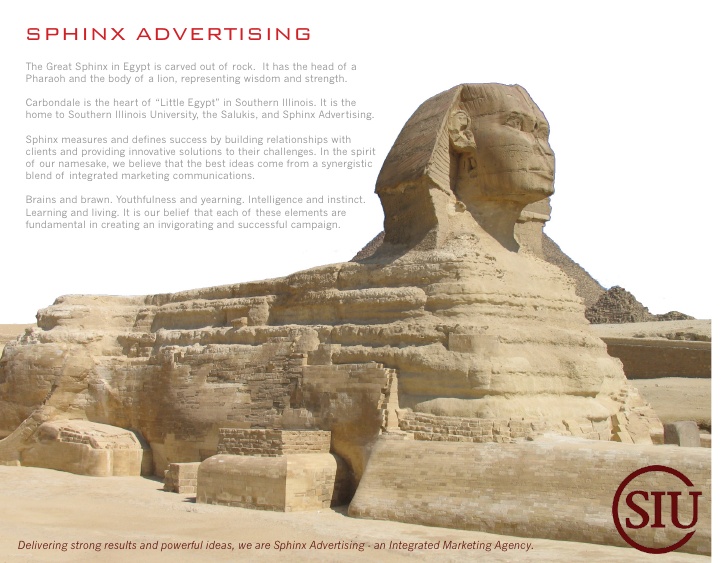 SPHINX ADVERTISING
The Great Sphinx in Egypt is carved out of rock. It has the head of a
Pharaoh and the body of a lion, representing wisdom and strength.
Carbondale is the heart of “Little Egypt” in Southern Illinois. It is the
home to Southern Illinois University, the Salukis, and Sphinx Advertising.
Sphinx measures and defines success by building relationships with
clients and providing innovative solutions to their challenges. In the spirit
of our namesake, we believe that the best ideas come from a synergistic
blend of integrated marketing communications.
Brains and brawn. Youthfulness and yearning. Intelligence and instinct.
Learning and living. It is our belief that each of these elements are
fundamental in creating an invigorating and successful campaign.
SIU
Delivering strong results and powerful ideas, we are Sphinx Advertising - an Integrated Marketing Agency.